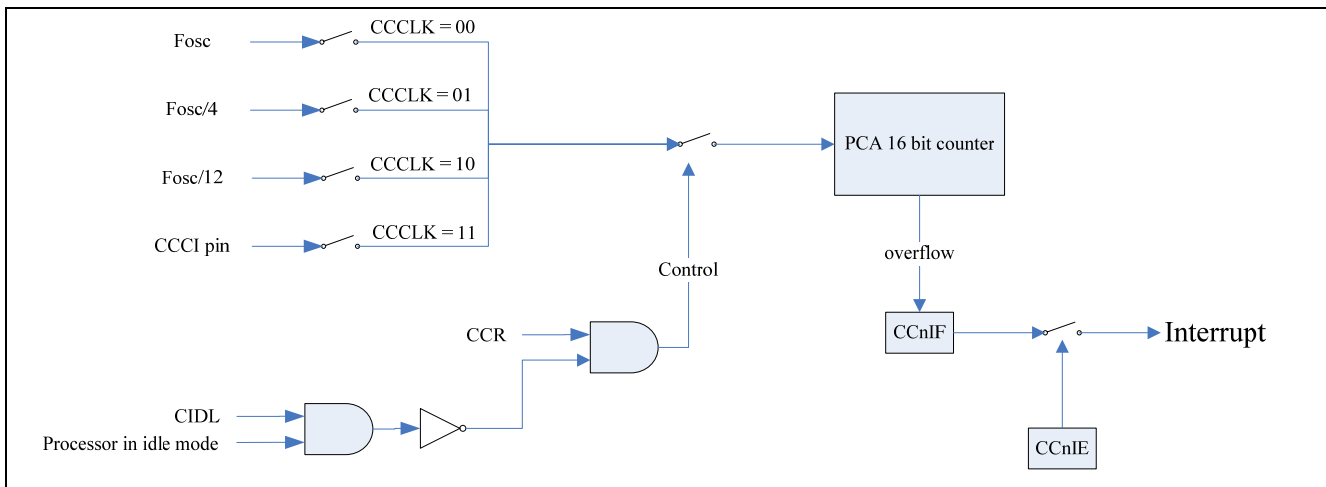 Fosc
CCCLK = 00
Fosc/4
CCCLK = 01
Fosc/12
CCCLK = 10
CCCI pin
CCCLK = 11
PCA 16 bit counter
overflow
Control
CCR
CCnIF
Interrupt
CIDL
Processor in idle mode
CCnIE